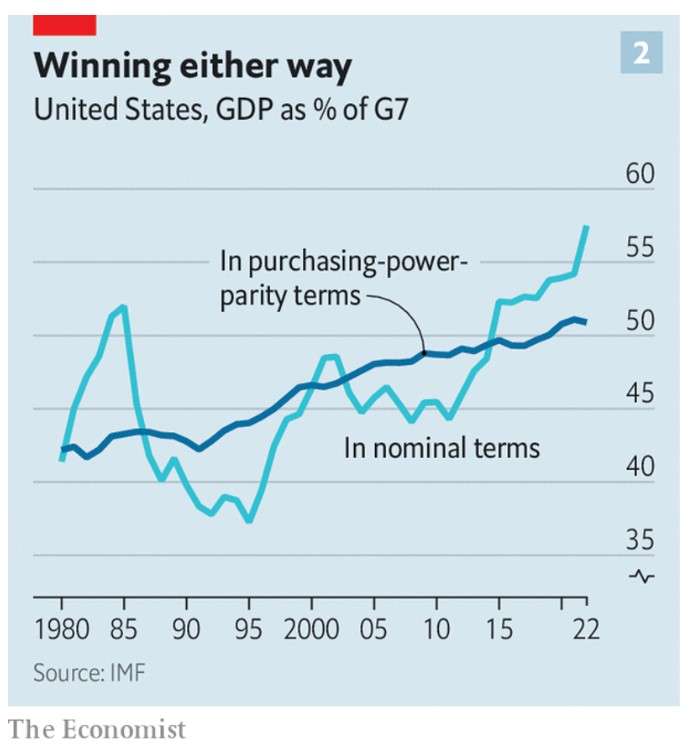 Winning either way
2
United States, GDP as % of G7
60
In purchasing-power-
parity terms
55
50
45
In nominal terms
40
35
1980 85 90 95 2000 05 10 15 22
Source: IMF
The Economist